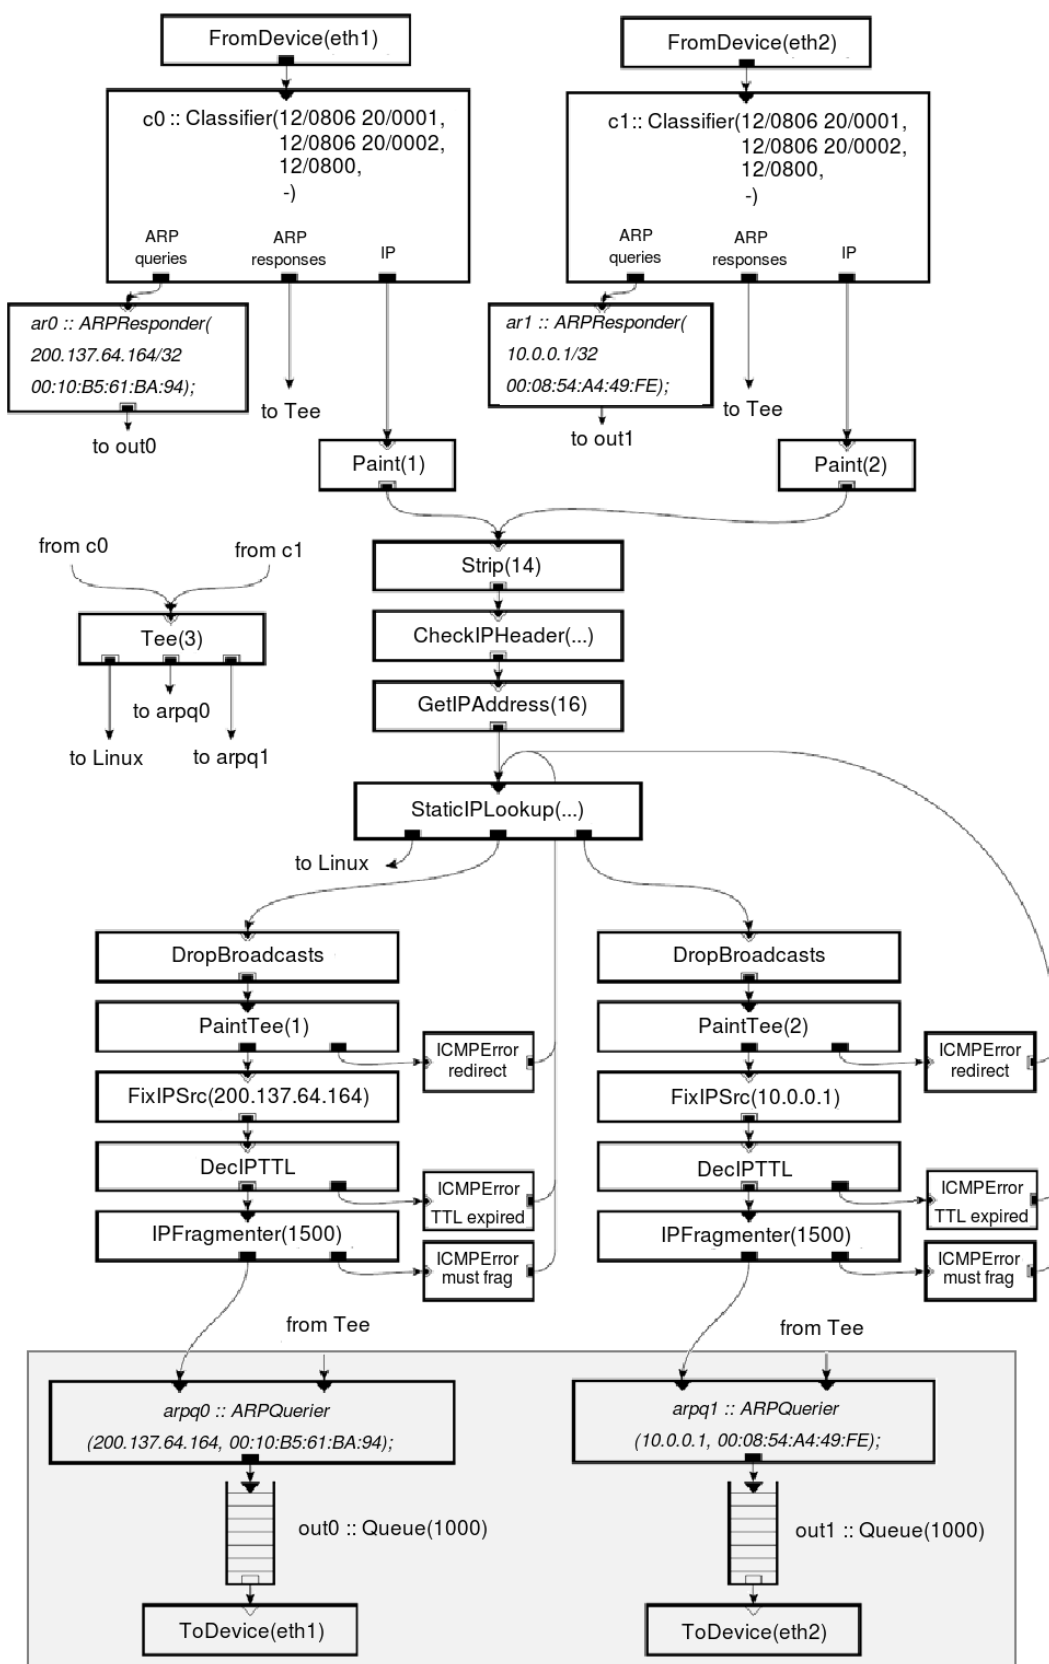 FromDevice(eth1)
FromDevice(eth2)
c0 :: Classifier(12/0806 20/0001,
12/0806 20/0002,
12/0800,
-)
ARP
queries
ARP
responses
IP
c1:: Classifier(12/0806 20/0001,
12/0806 20/0002,
12/0800,
-)
ARP
queries
ARP
responses
IP
ar0 :: ARPResponder(
200.137.64.164/32
00:10:B5:61:BA:94);
to out0
to Tee
Paint(1)
ar1 :: ARPResponder(
10.0.0.1/32
00:08:54:A4:49:FE);
to out1
to Tee
Paint(2)
from c0
from c1
Tee(3)
to Linux
to arpq0
to arpq1
Strip(14)
CheckIPHeader(...)
GetIPAddress(16)
StaticIPLookup(...)
to Linux
DropBroadcasts
PaintTee(1)
ICMPError
redirect
FixIPSrc(200.137.64.164)
DecIPTTL
ICMPError
TTL expired
IPFragmenter(1500)
ICMPError
must frag
DropBroadcasts
PaintTee(2)
ICMPError
redirect
FixIPSrc(10.0.0.1)
DecIPTTL
ICMPError
TTL expired
IPFragmenter(1500)
ICMPError
must frag
from Tee
from Tee
arpq0 :: ARPQuerier
(200.137.64.164, 00:10:B5:61:BA:94);
out0 :: Queue(1000)
ToDevice(eth1)
arpq1 :: ARPQuerier
(10.0.0.1, 00:08:54:A4:49:FE);
out1 :: Queue(1000)
ToDevice(eth2)